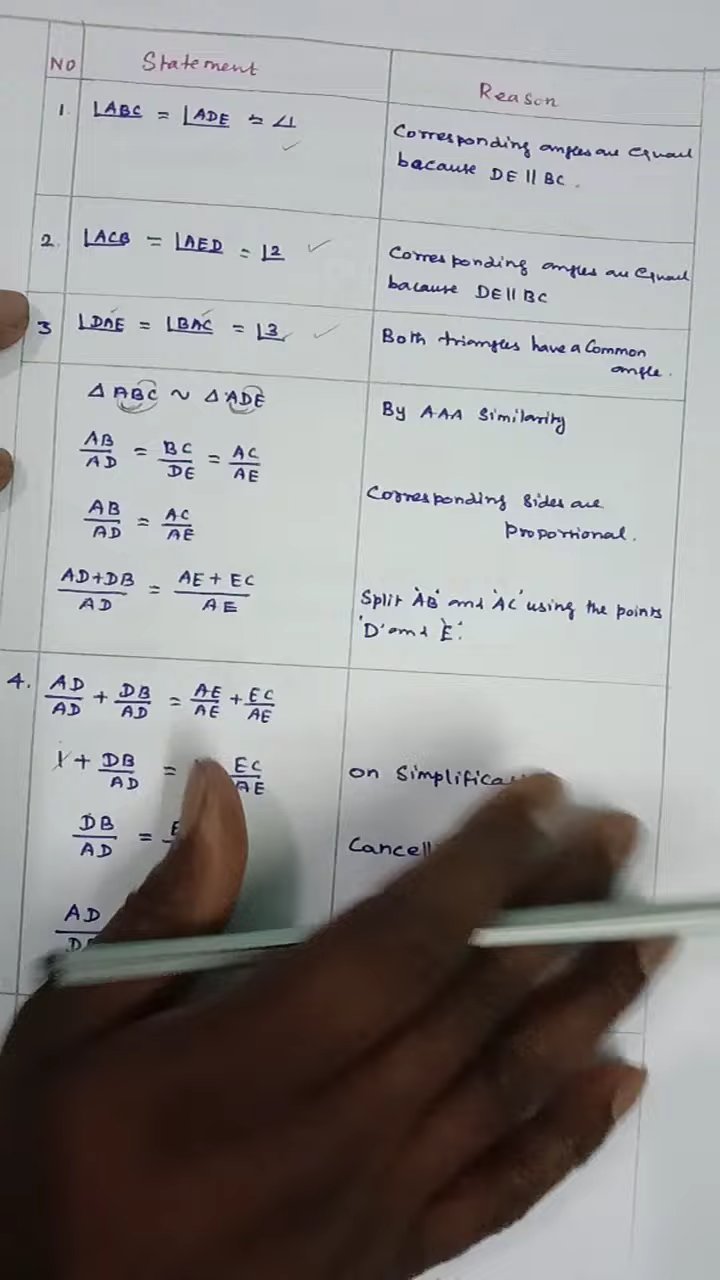 No Statement Reason
1. ∠ABC = ∠ADE = ∠1
Corresponding angles are Equal
bacause DE || BC.
2. ∠ACB = ∠AED = ∠2
Corresponding angles are Equal
bacause DE || BC
3 ∠DAE = ∠BAC = ∠3
Both triangles have a Common
angle.
Δ ABC ~ Δ ADE
By AAA Similarity
AB/AD = BC/DE = AC/AE
Corresponding Sides are
Proportional.
AB/AD = AC/AE
AD+DB/AD = AE + EC/AE
Split 'AB' and 'AC' using the points
'D' and 'E'.
4. AD/AD + DB/AD = AE/AE + EC/AE
1 + DB/AD = EC/AE
on
DB/AD =
AD